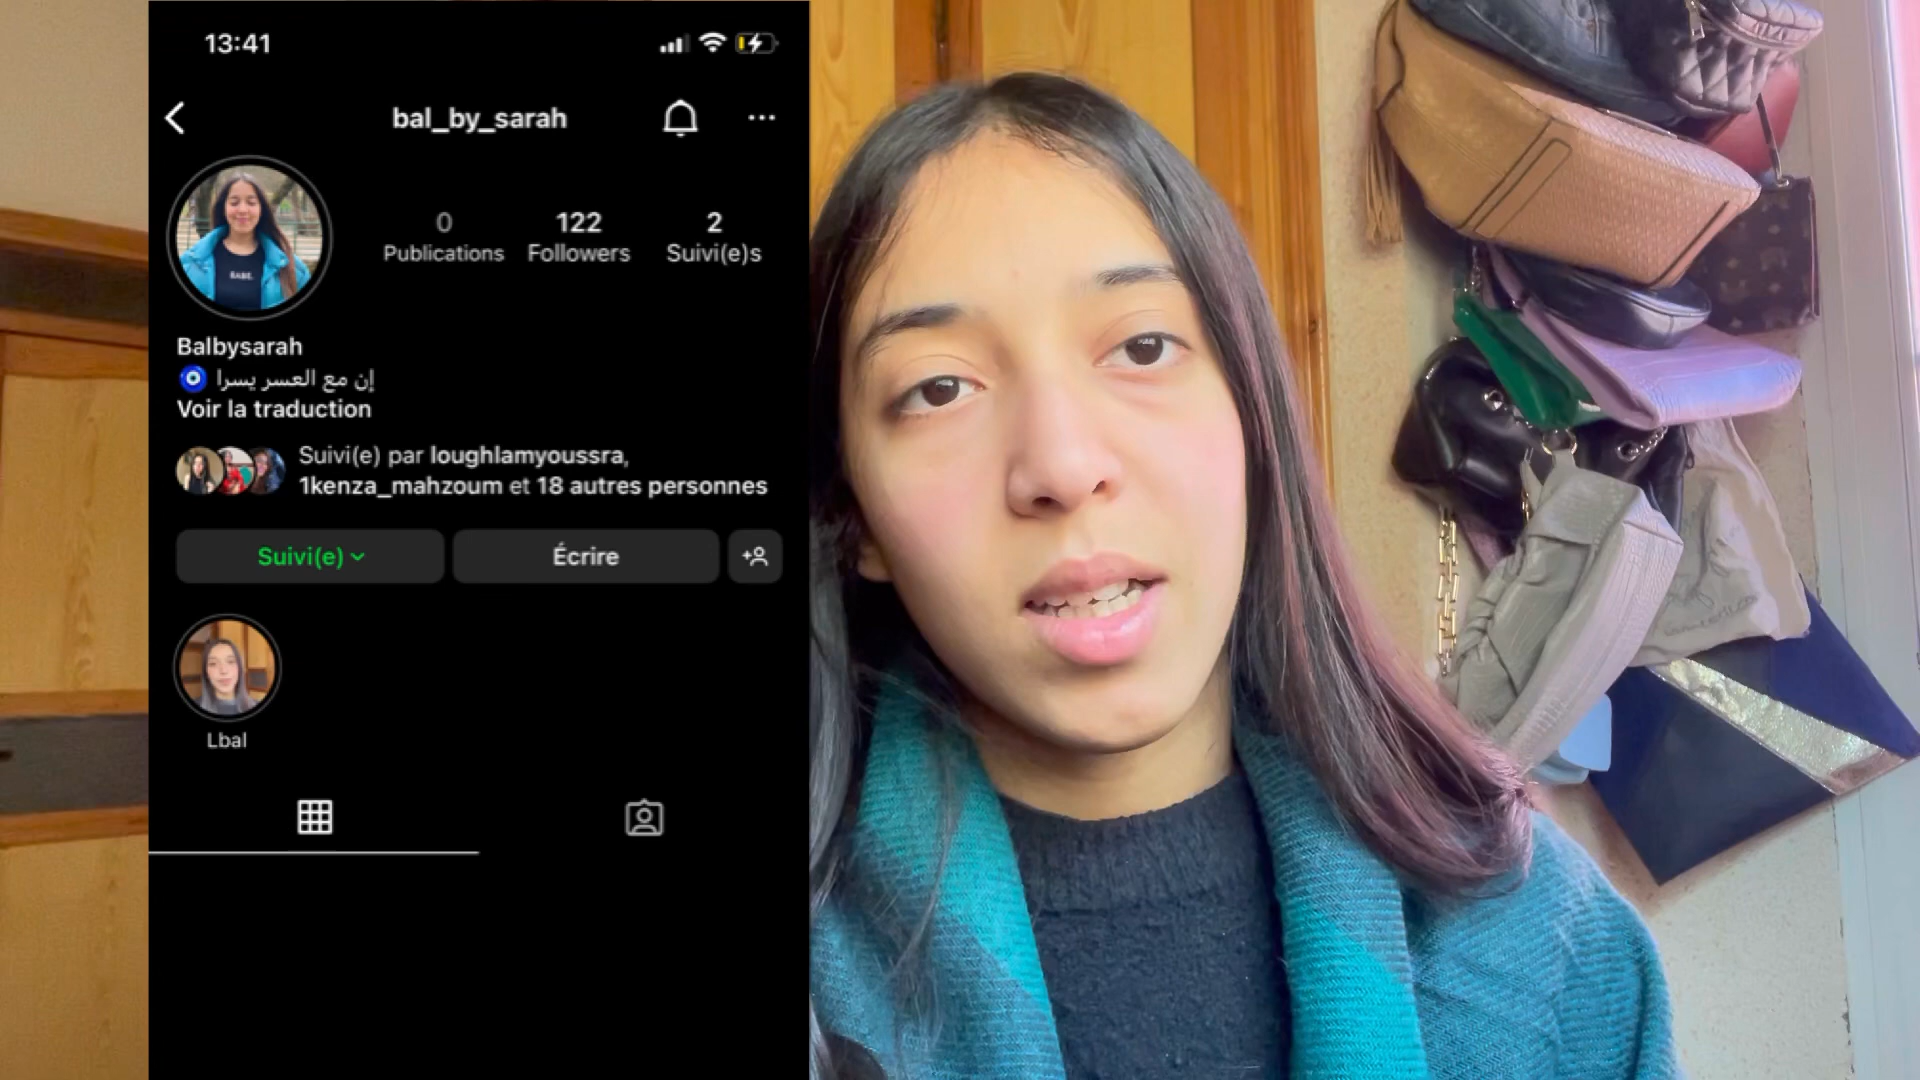 13:41
bal_by_sarah
0
Publications
122
Followers
2
Suivi(e)s
BABE.
Balbysarah
إن مع العسر يسرا 🧿
Voir la traduction
Suivi(e) par loughlamyoussra,
1kenza_mahzoum et 18 autres personnes
Suivi(e)
Écrire
Lbal